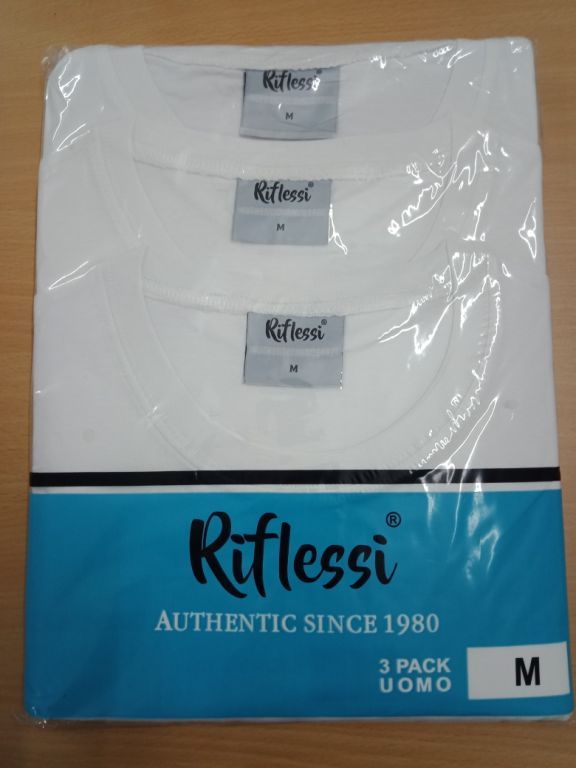 Riflessi
M
Riflessi®
M
Riflessi®
M
Riflessi®
AUTHENTIC SINCE 1980
3 PACK
UOMO
M